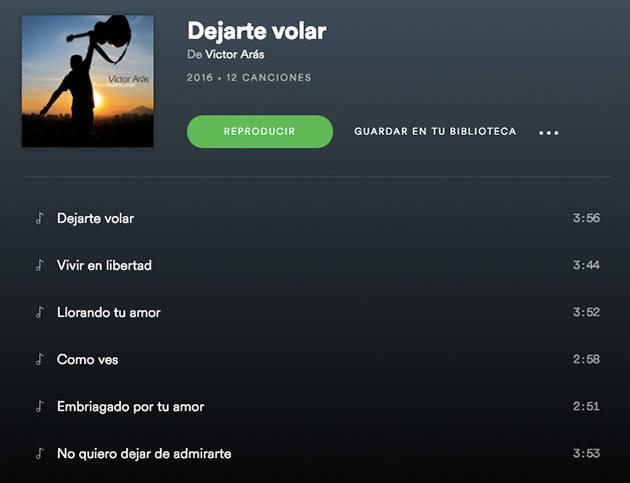 Dejarte volar
De Victor Arás
2016 • 12 CANCIONES
Victor Arás
Dejarte volar
REPRODUCIR
GUARDAR EN TU BIBLIOTECA
Dejarte volar 3:56
Vivir en libertad 3:44
Llorando tu amor 3:52
Como ves 2:58
Embriagado por tu amor 2:51
No quiero dejar de admirarte 3:53